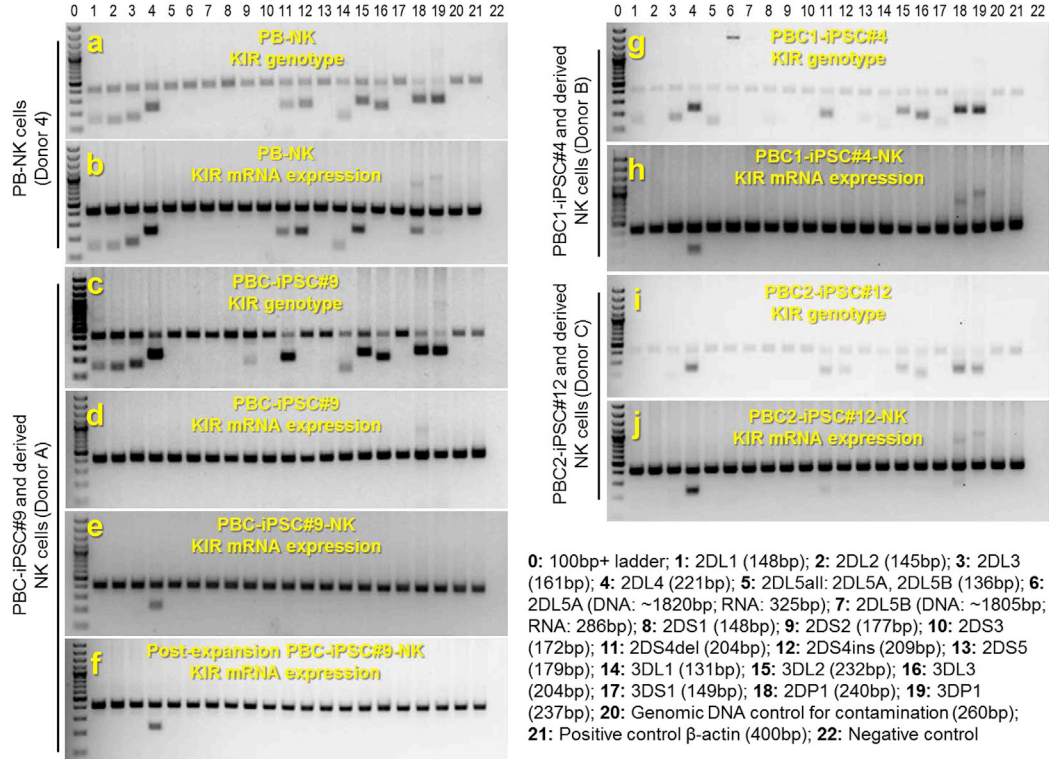 0 1 2 3 4 5 6 7 8 9 10 11 12 13 14 15 16 17 18 19 20 21 22
a
PB-NK
KIR genotype
b
PB-NK
KIR mRNA expression
PB-NK cells
(Donor 4)
c
PBC-iPSC#9
KIR genotype
d
PBC-iPSC#9
KIR mRNA expression
e
PBC-iPSC#9-NK
KIR mRNA expression
f
Post-expansion PBC-iPSC#9-NK
KIR mRNA expression
PBC-iPSC#9 and derived
NK cells (Donor A)
0 1 2 3 4 5 6 7 8 9 10 11 12 13 14 15 16 17 18 19 20 21 22
g
PBC1-iPSC#4
KIR genotype
h
PBC1-iPSC#4-NK
KIR mRNA expression
PBC1-iPSC#4 and derived
NK cells (Donor B)
i
PBC2-iPSC#12
KIR genotype
j
PBC2-iPSC#12-NK
KIR mRNA expression
PBC2-iPSC#12 and derived
NK cells (Donor C)
0: 100bp+ ladder; 1: 2DL1 (148bp); 2: 2DL2 (145bp); 3: 2DL3
(161bp); 4: 2DL4 (221bp); 5: 2DL5all: 2DL5A, 2DL5B (136bp); 6:
2DL5A (DNA: ~1820bp; RNA: 325bp); 7: 2DL5B (DNA: ~1805bp;
RNA: 286bp); 8: 2DS1 (148bp); 9: 2DS2 (177bp); 10: 2DS3
(172bp); 11: 2DS4del (204bp); 12: 2DS4ins (209bp); 13: 2DS5
(179bp); 14: 3DL1 (131bp); 15: 3DL2 (232bp); 16: 3DL3
(204bp); 17: 3DS1 (149bp); 18: 2DP1 (240bp); 19: 3DP1
(237bp); 20: Genomic DNA control for contamination (260bp);
21: Positive control β-actin (400bp); 22: Negative control